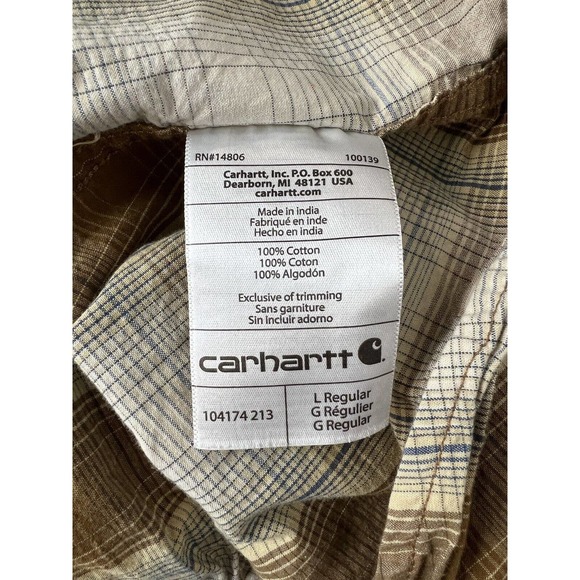 RN#14806 100139
Carhartt, Inc. P.O. Box 600
Dearborn, MI 48121 USA
carhartt.com
Made in india
Fabriqué en inde
Hecho en india
100% Cotton
100% Coton
100% Algodón
Exclusive of trimming
Sans garniture
Sin Incluir adorno
carhartt
104174 213
L Regular
G Régulier
G Regular